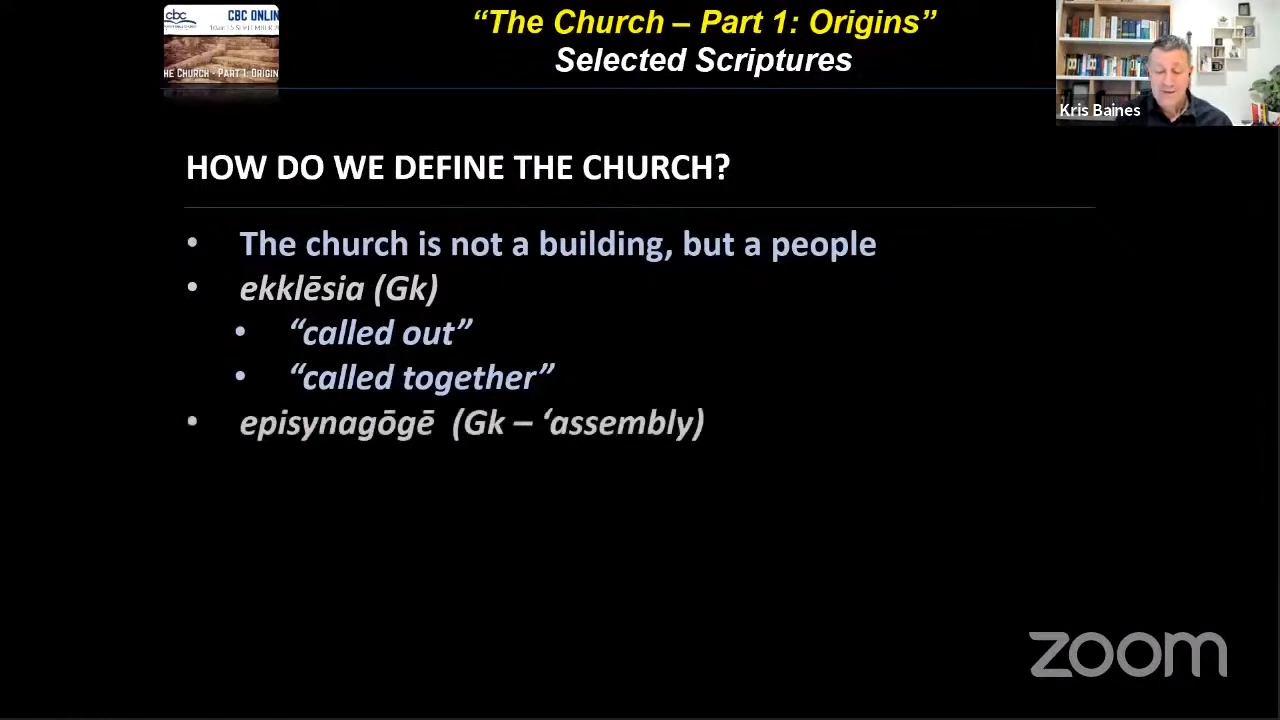 cbc
CBC ONLIN
HE CHURCH - PART 1: ORIGIN
“The Church – Part 1: Origins”
Selected Scriptures
Kris Baines
HOW DO WE DEFINE THE CHURCH?
• The church is not a building, but a people
• ekklēsia (Gk)
• “called out”
• “called together”
• episynagōgē (Gk – ‘assembly)
zoom